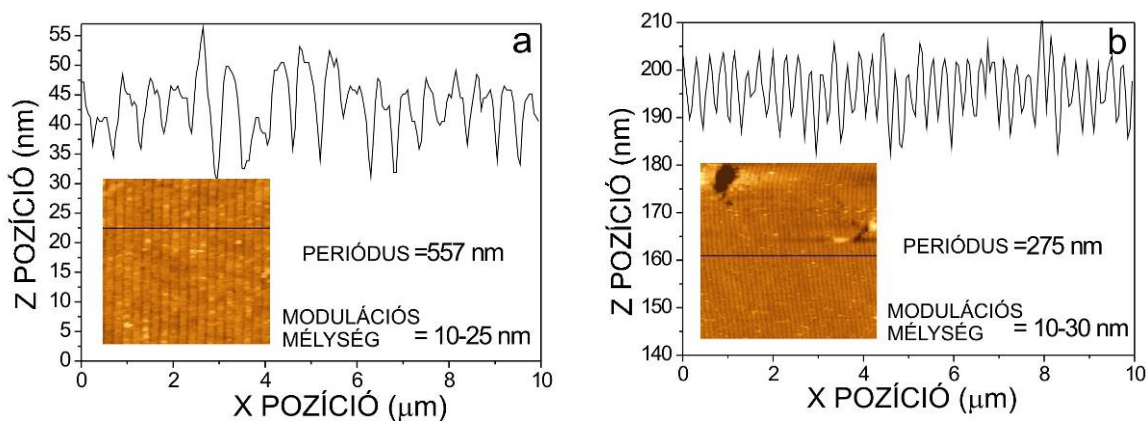 a
55
50
45
40
35
30
25
20
15
10
5
0
Z POZÍCIÓ (nm)
PERIÓDUS =557 nm
MODULÁCIÓS
MÉLYSÉG = 10-25 nm
0 2 4 6 8 10
X POZÍCIÓ (μm)
b
210
200
190
180
170
160
150
140
Z POZÍCIÓ (nm)
PERIÓDUS =275 nm
MODULÁCIÓS
MÉLYSÉG = 10-30 nm
0 2 4 6 8 10
X POZÍCIÓ (μm)